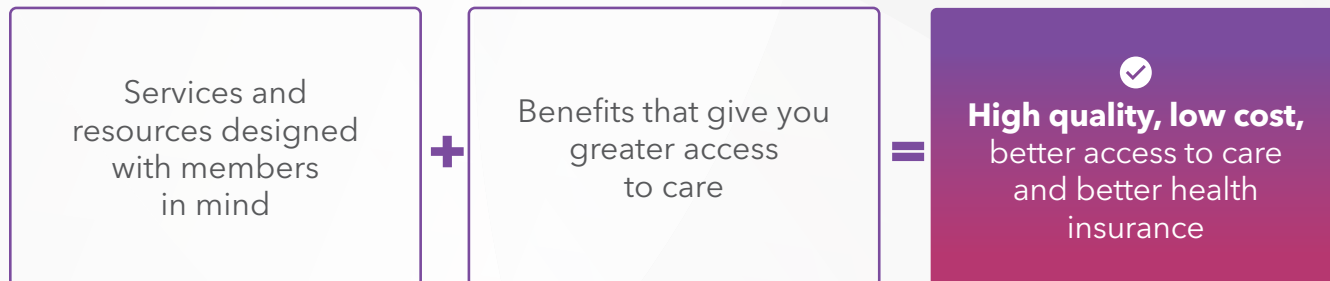 Services and
resources designed
with members
in mind
+
Benefits that give you
greater access
to care
=
High quality, low cost,
better access to care
and better health
insurance